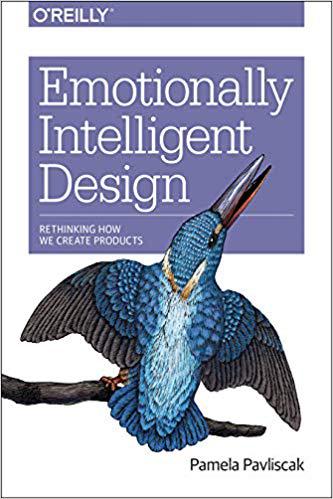 O'REILLY®
Emotionally
Intelligent
Design
RETHINKING HOW
WE CREATE PRODUCTS
Pamela Pavliscak